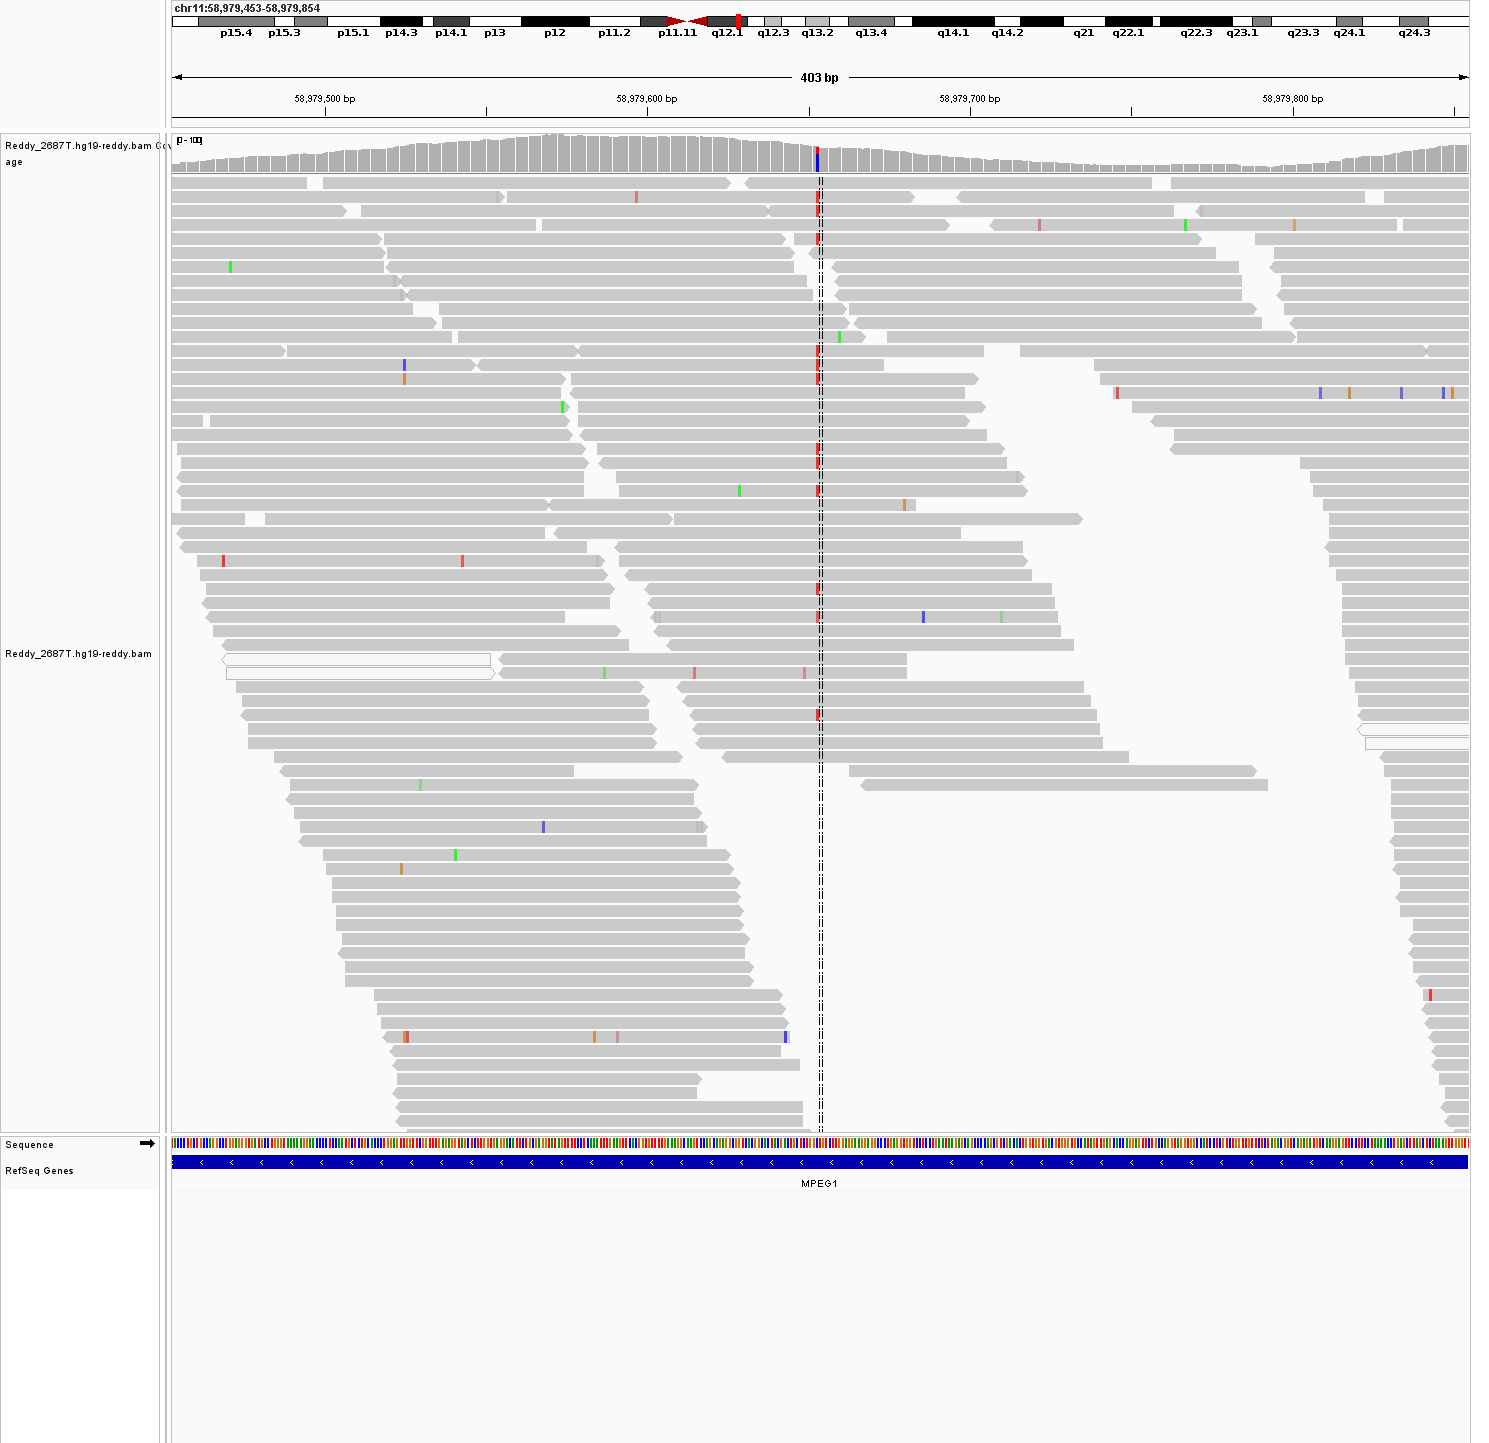 chr11:58,979,453-58,979,854
p15.4 p15.3 p15.1 p14.3 p14.1 p13 p12 p11.2 p11.11 q12.1 q12.3 q13.2 q13.4 q14.1 q14.2 q21 q22.1 q22.3 q23.1 q23.3 q24.1 q24.3
403 bp
58,979,500 bp 58,979,600 bp 58,979,700 bp 58,979,800 bp
Reddy_2687T.hg19-reddy.bam Cov
age
[0 - 100]
Reddy_2687T.hg19-reddy.bam
Sequence
RefSeq Genes
MPEG1